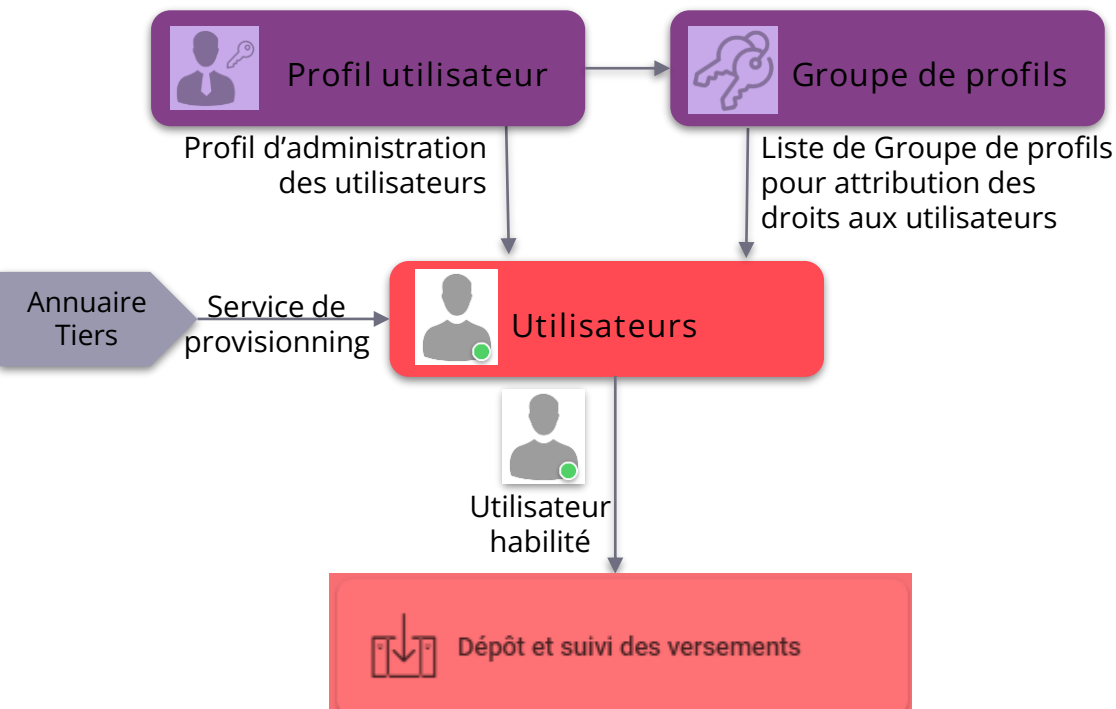 Profil utilisateur
Groupe de profils
Profil d’administration
des utilisateurs
Liste de Groupe de profils
pour attribution des
droits aux utilisateurs
Annuaire
Tiers
Service de
provisionning
Utilisateurs
Utilisateur
habilité
Dépôt et suivi des versements